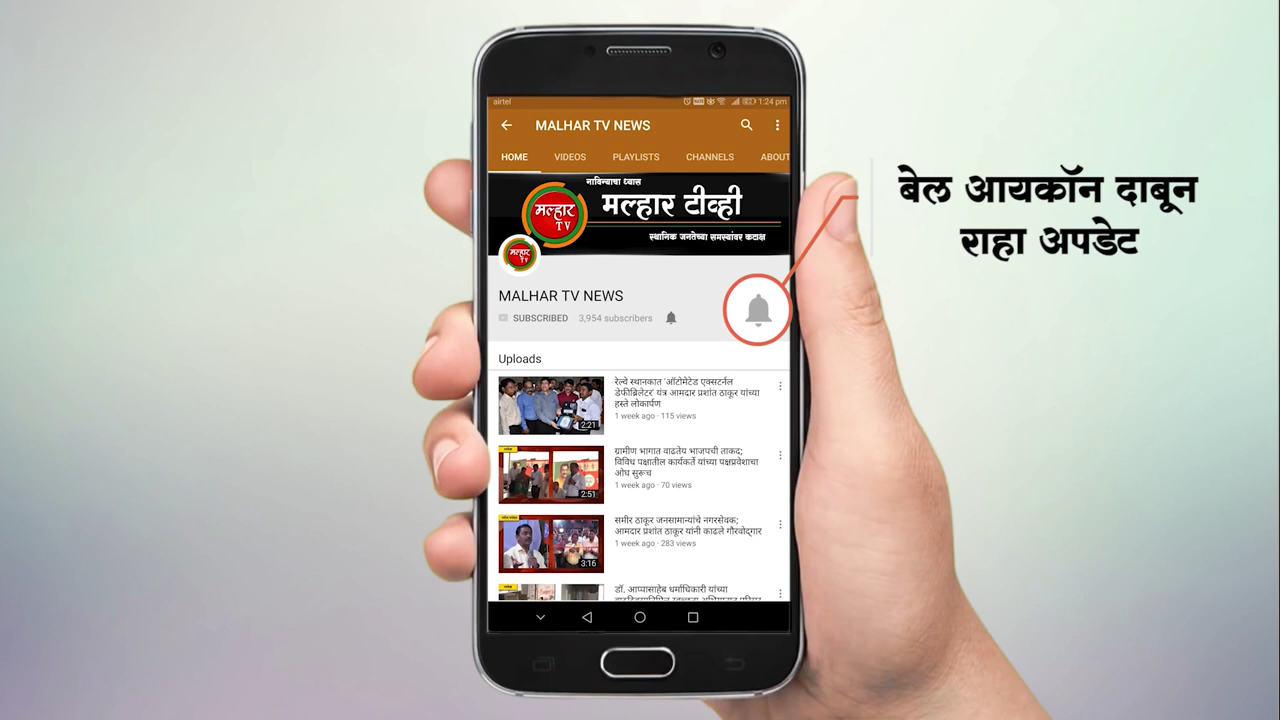 airtel 1:24 pm
MALHAR TV NEWS
HOME VIDEOS PLAYLISTS CHANNELS ABOUT
नाविन्याचा ध्यास
मल्हार टीव्ही
मल्हार
TV
स्थानिक जनतेच्या समस्यांवर कटाक्ष
मल्हार
TV
MALHAR TV NEWS
SUBSCRIBED 3,954 subscribers
बेल आयकॉन दाबून
राहा अपडेट
Uploads
रेल्वे स्थानकात 'ऑटोमेटेड एक्सटर्नल
डेफीब्रिलेटर' यंत्र आमदार प्रशांत ठाकूर यांच्या
हस्ते लोकार्पण
1 week ago · 115 views
2:21
ग्रामीण भागात वाढतेय भाजपची ताकद;
विविध पक्षातील कार्यकर्ते यांच्या पक्षप्रवेशाचा
ओघ सुरूच
1 week ago · 70 views
2:51
समीर ठाकूर जनसामान्यांचे नगरसेवक;
आमदार प्रशांत ठाकूर यांनी काढले गौरवोद्गार
1 week ago · 283 views
3:16
डॉ. आप्पासाहेब धर्माधिकारी यांच्या